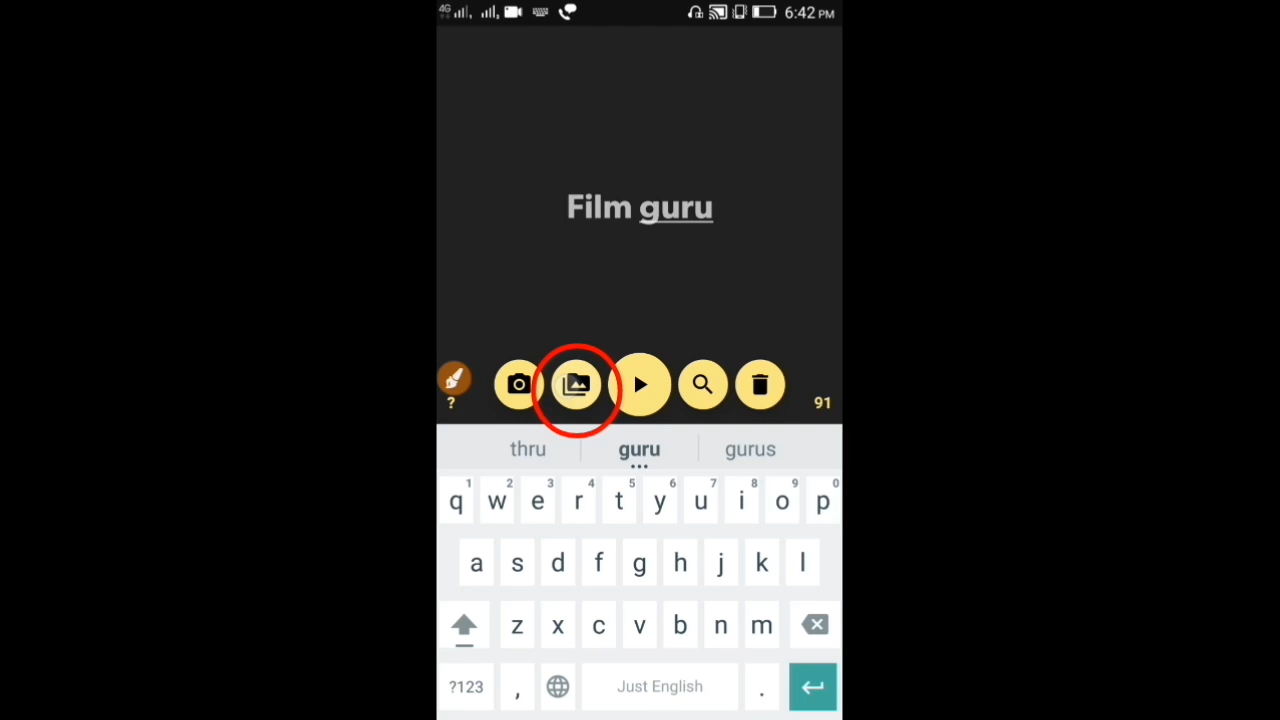 4G 6:42 PM
Film guru
?
91
thru guru gurus
1 2 3 4 5 6 7 8 9 0
q w e r t y u i o p
a s d f g h j k l
z x c v b n m
?123 , Just English .